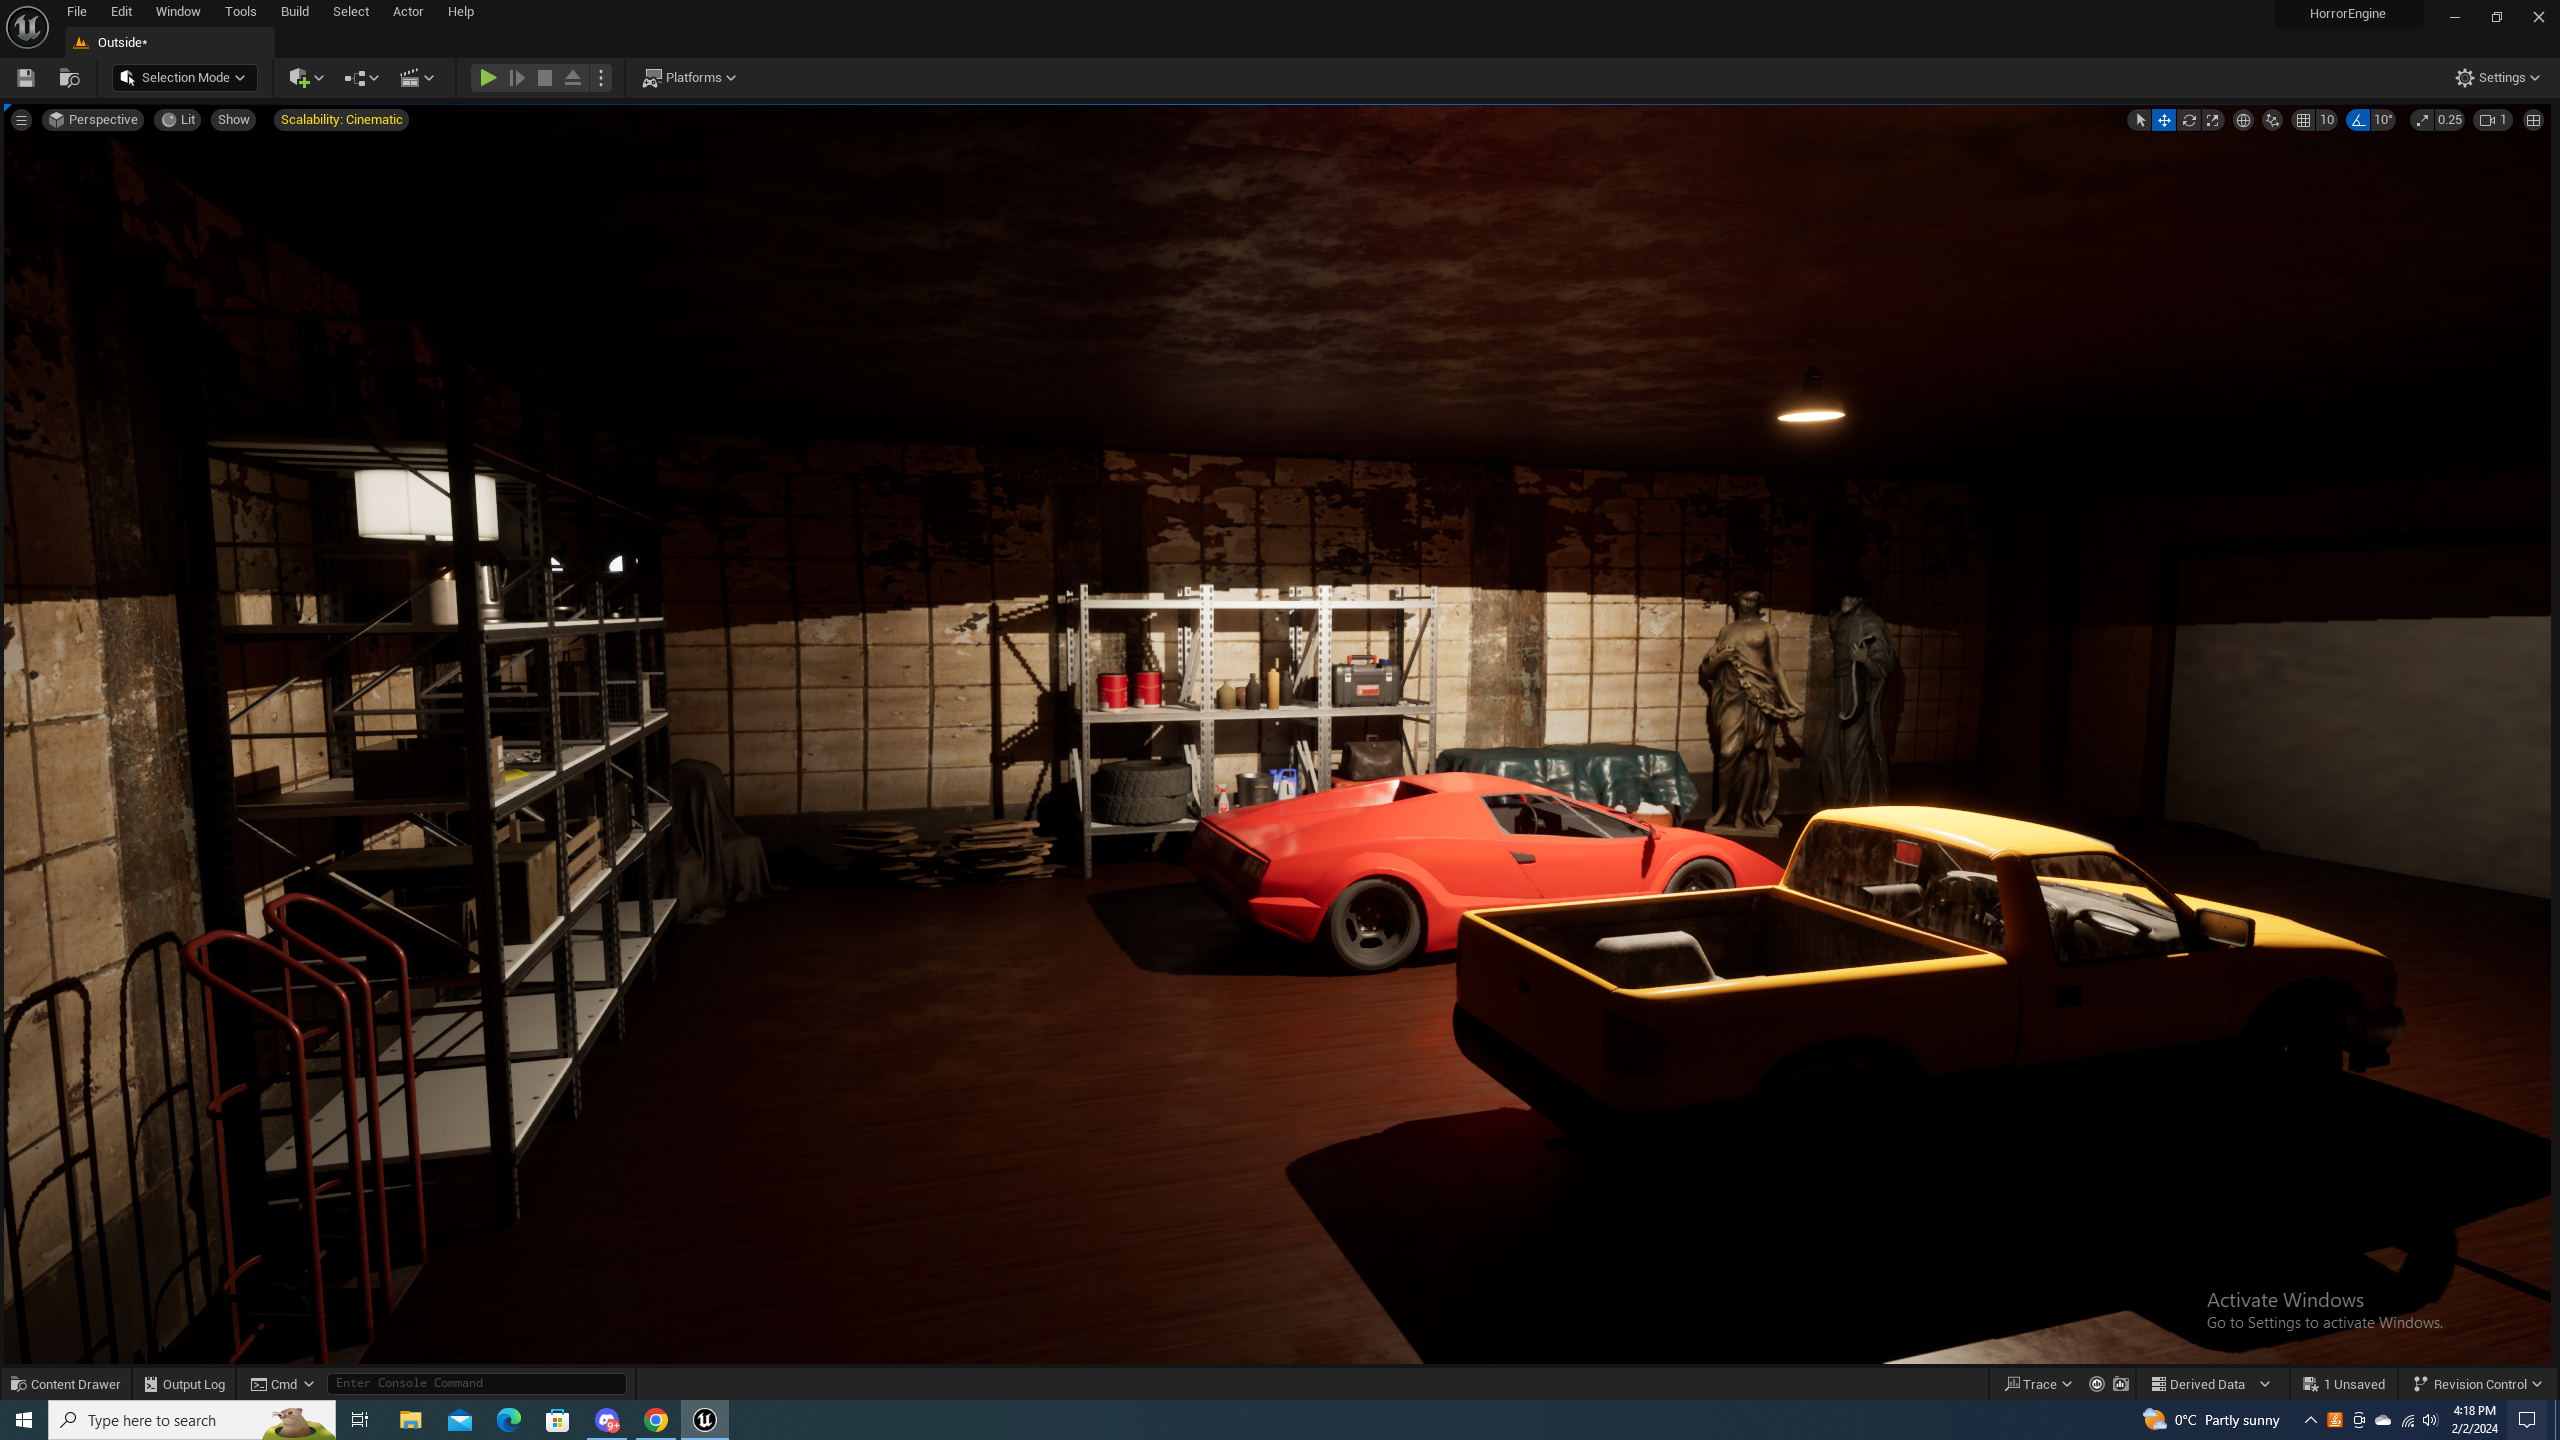 File Edit Window Tools Build Select Actor Help
HorrorEngine
Outside*
Selection Mode
Platforms
Settings
Perspective Lit Show Scalability: Cinematic
10 10° 0.25 1
Activate Windows
Go to Settings to activate Windows.
Content Drawer Output Log Cmd Enter Console Command
Trace Derived Data 1 Unsaved Revision Control
Type here to search
9+
0°C Partly sunny
4:18 PM
2/2/2024